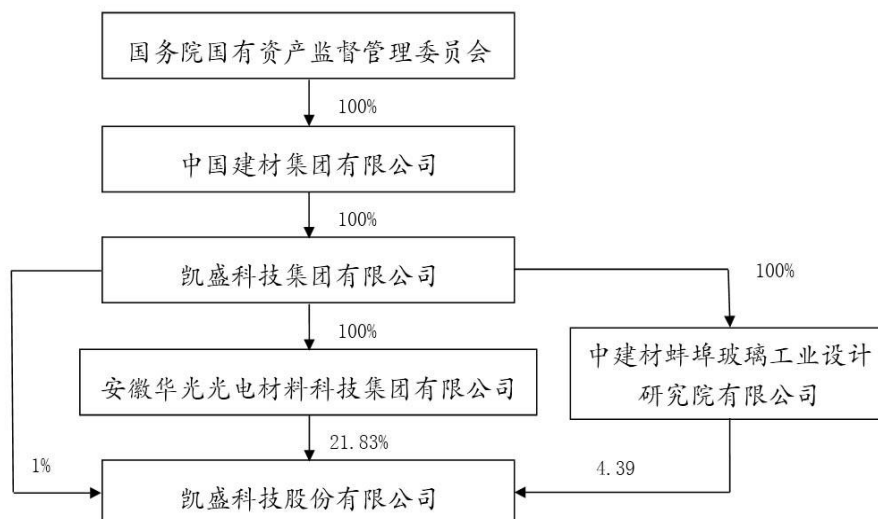 国务院国有资产监督管理委员会
100%
中国建材集团有限公司
100%
凯盛科技集团有限公司
100%
100%
安徽华光光电材料科技集团有限公司
中建材蚌埠玻璃工业设计
研究院有限公司
21.83%
1%
4.39
凯盛科技股份有限公司